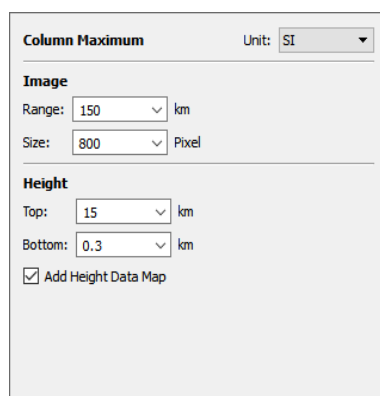 Column Maximum Unit: SI
Image
Range: 150 km
Size: 800 Pixel
Height
Top: 15 km
Bottom: 0.3 km
Add Height Data Map